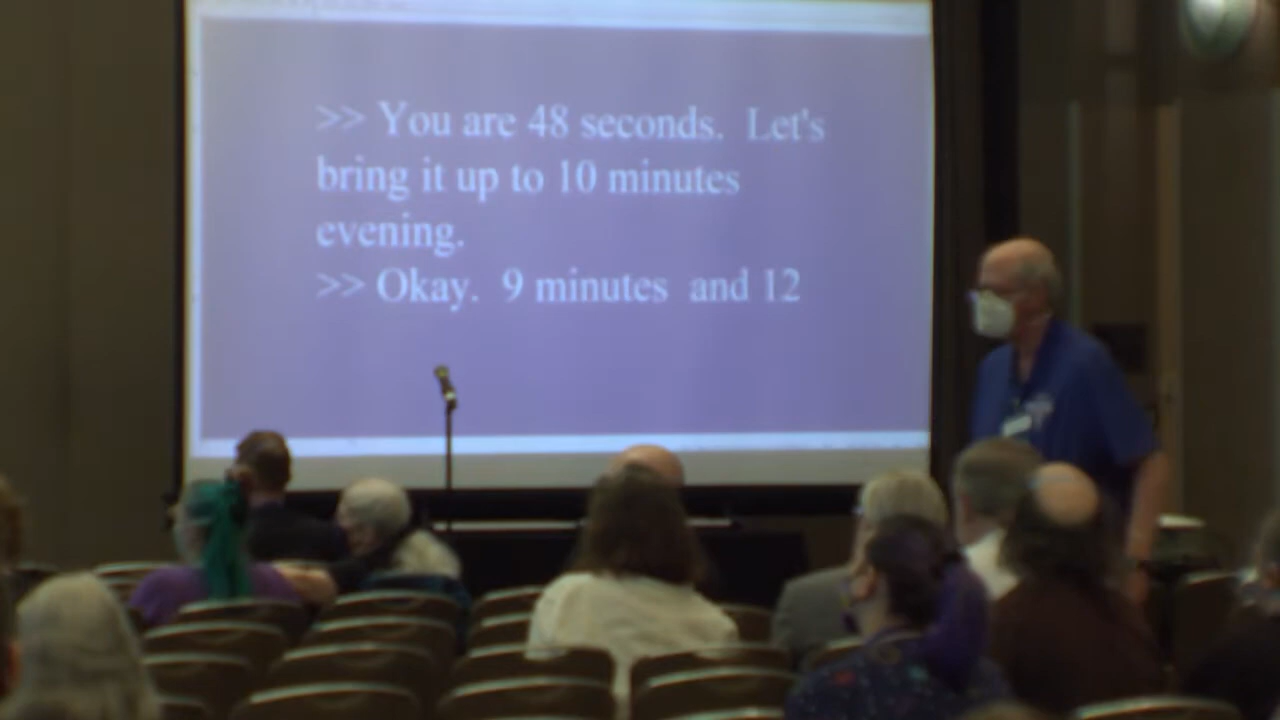 >> You are 48 seconds.  Let's
bring it up to 10 minutes
evening.
>> Okay.  9 minutes  and 12